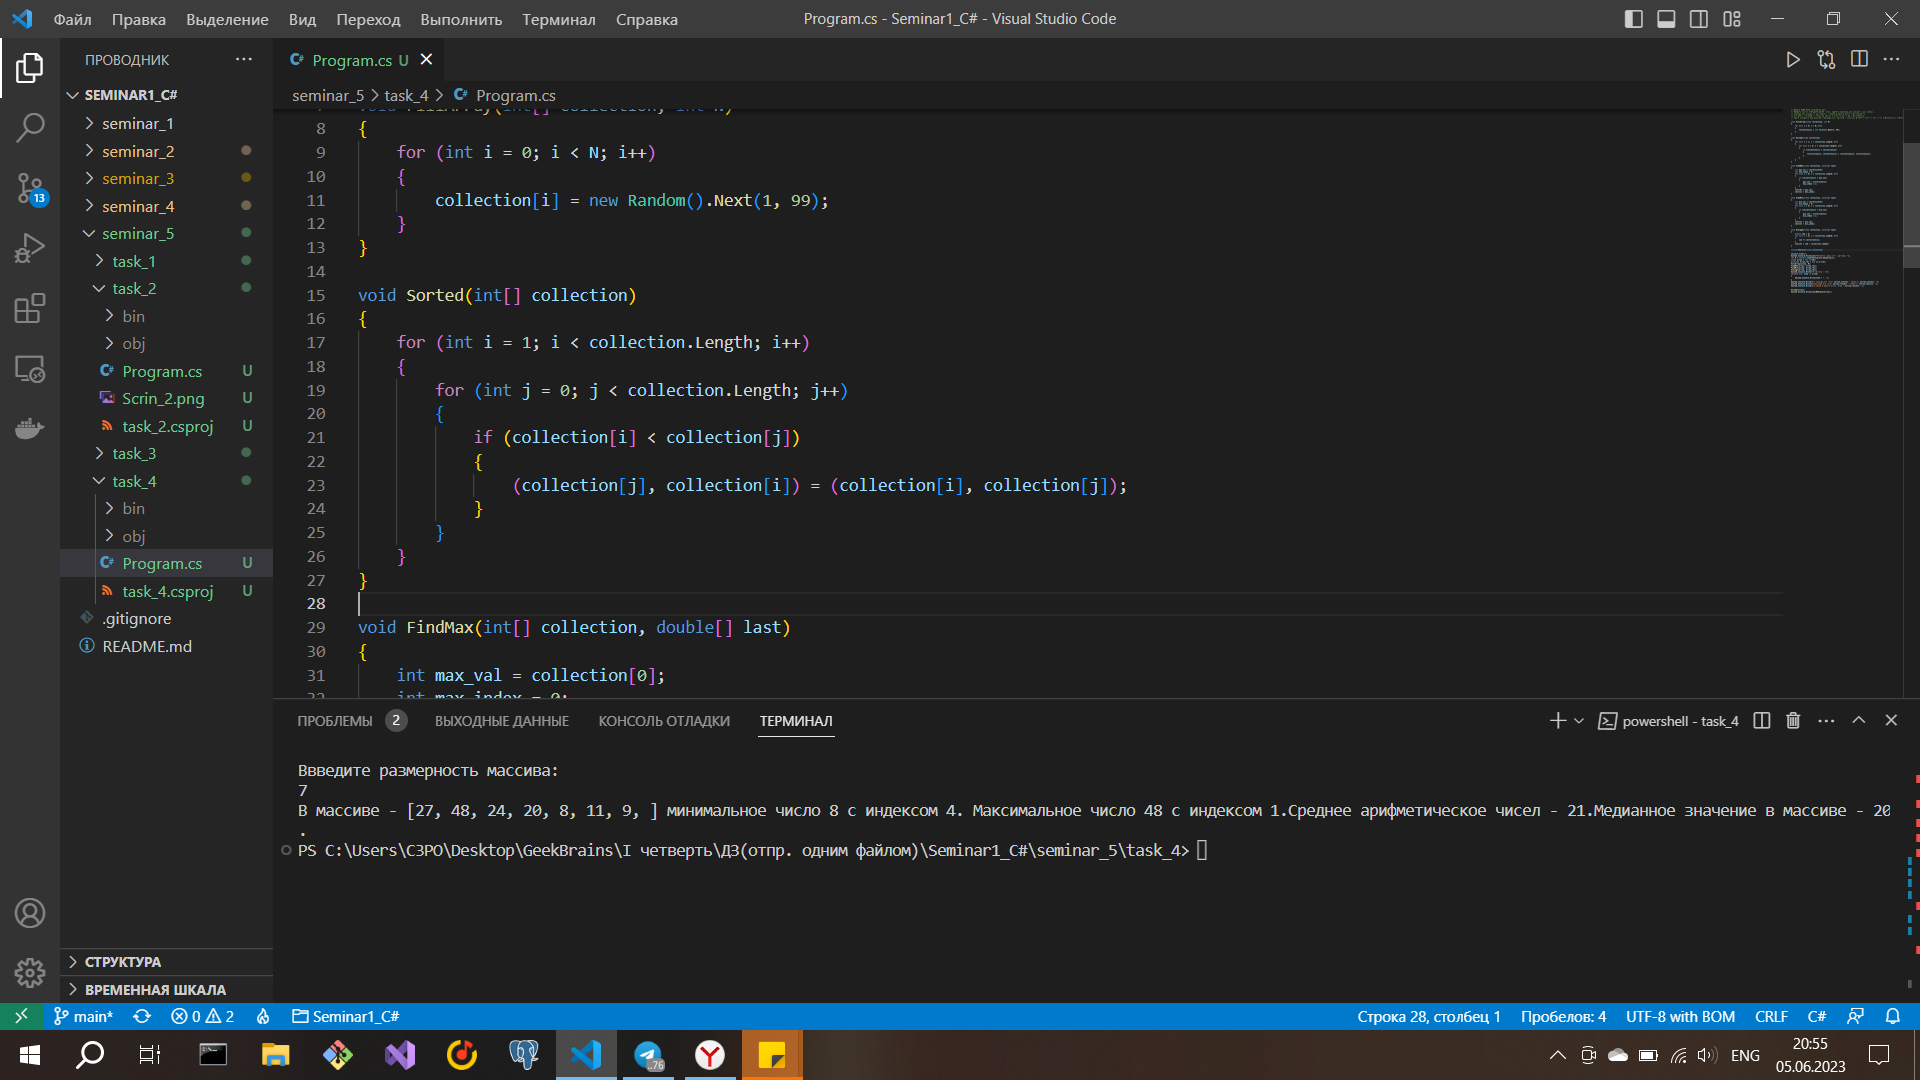 Файл Правка Выделение Вид Переход Выполнить Терминал Справка
Program.cs - Seminar1_C# - Visual Studio Code
ПРОВОДНИК
SEMINAR1_C#
seminar_1
seminar_2
seminar_3
seminar_4
seminar_5
task_1
task_2
bin
obj
C# Program.cs U
Scrin_2.png U
task_2.csproj U
task_3
task_4
bin
obj
C# Program.cs U
task_4.csproj U
.gitignore
README.md
СТРУКТУРА
ВРЕМЕННАЯ ШКАЛА
13
C# Program.cs U
seminar_5 > task_4 > C# Program.cs
8 {
9 for (int i = 0; i < N; i++)
10 {
11 collection[i] = new Random().Next(1, 99);
12 }
13 }
14
15 void Sorted(int[] collection)
16 {
17 for (int i = 1; i < collection.Length; i++)
18 {
19 for (int j = 0; j < collection.Length; j++)
20 {
21 if (collection[i] < collection[j])
22 {
23 (collection[j], collection[i]) = (collection[i], collection[j]);
24 }
25 }
26 }
27 }
28
29 void FindMax(int[] collection, double[] last)
30 {
31 int max_val = collection[0];
32 int max_index = 0;
ПРОБЛЕМЫ 2 ВЫХОДНЫЕ ДАННЫЕ КОНСОЛЬ ОТЛАДКИ ТЕРМИНАЛ
powershell - task_4
Ввведите размерность массива:
7
В массиве - [27, 48, 24, 20, 8, 11, 9, ] минимальное число 8 с индексом 4. Максимальное число 48 с индексом 1.Среднее арифметическое чисел - 21.Медианное значение в массиве - 20
.
PS C:\Users\C3PO\Desktop\GeekBrains\I четверть\ДЗ(отпр. одним файлом)\Seminar1_C#\seminar_5\task_4>
main* 0 2 Seminar1_C#
Строка 28, столбец 1 Пробелов: 4 UTF-8 with BOM CRLF C#
.76
ENG
20:55
05.06.2023